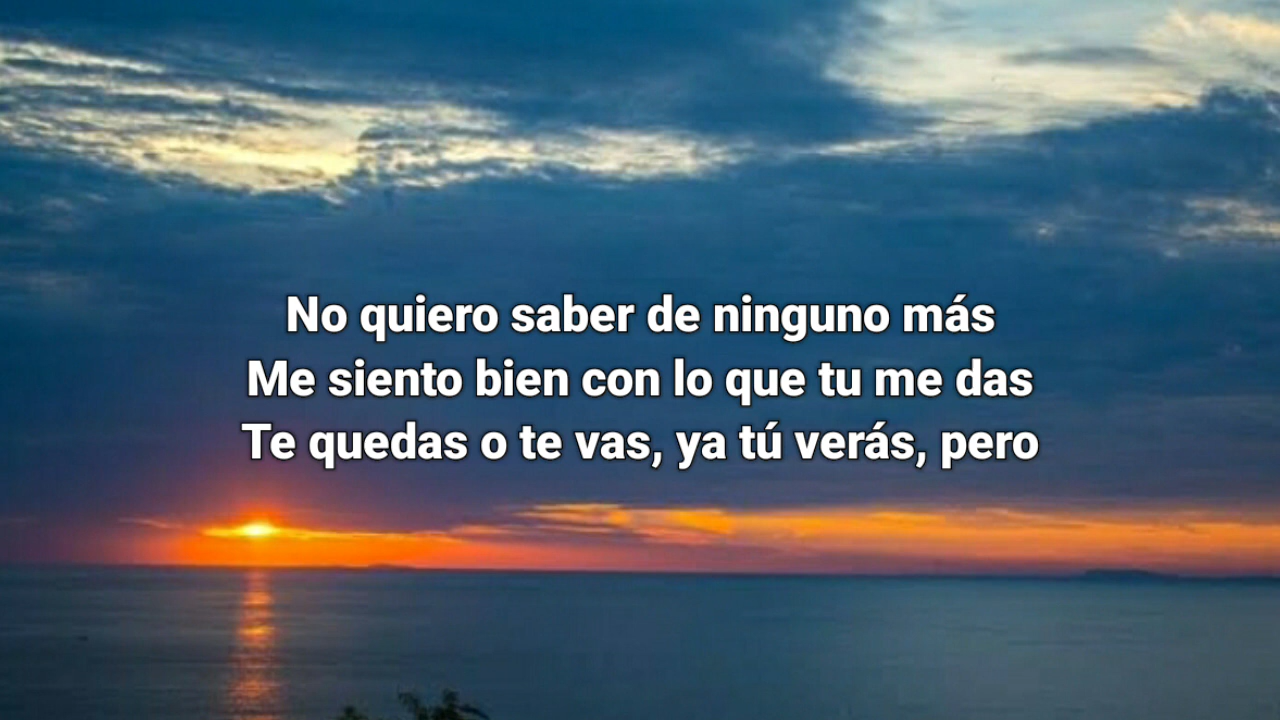 No quiero saber de ninguno más
Me siento bien con lo que tu me das
Te quedas o te vas, ya tú verás, pero